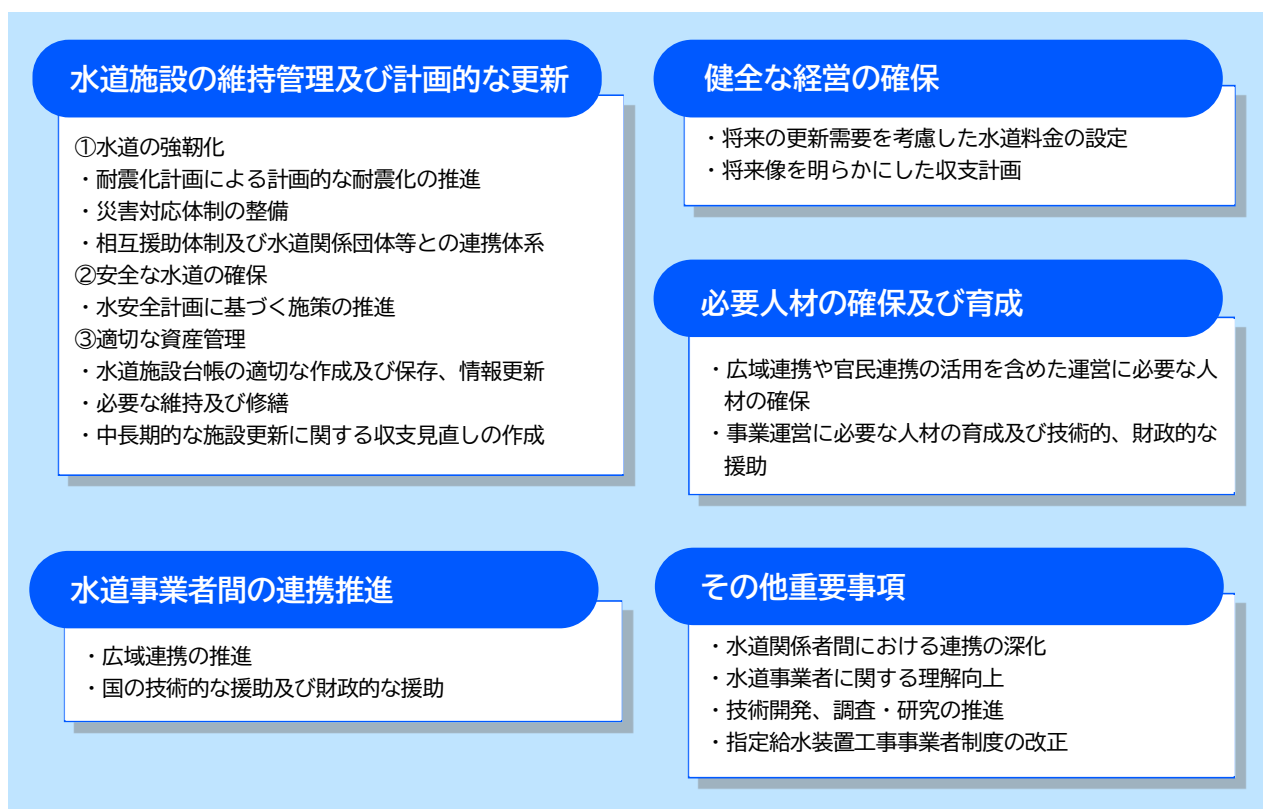 水道施設の維持管理及び計画的な更新
①水道の強靭化
・耐震化計画による計画的な耐震化の推進
・災害対応体制の整備
・相互援助体制及び水道関係団体等との連携体系
②安全な水道の確保
・水安全計画に基づく施策の推進
③適切な資産管理
・水道施設台帳の適切な作成及び保存、情報更新
・必要な維持及び修繕
・中長期的な施設更新に関する収支見直しの作成
健全な経営の確保
・将来の更新需要を考慮した水道料金の設定
・将来像を明らかにした収支計画
必要人材の確保及び育成
・広域連携や官民連携の活用を含めた運営に必要な人
材の確保
・事業運営に必要な人材の育成及び技術的、財政的な
援助
水道事業者間の連携推進
・広域連携の推進
・国の技術的な援助及び財政的な援助
その他重要事項
・水道関係者間における連携の深化
・水道事業者に関する理解向上
・技術開発、調査・研究の推進
・指定給水装置工事事業者制度の改正